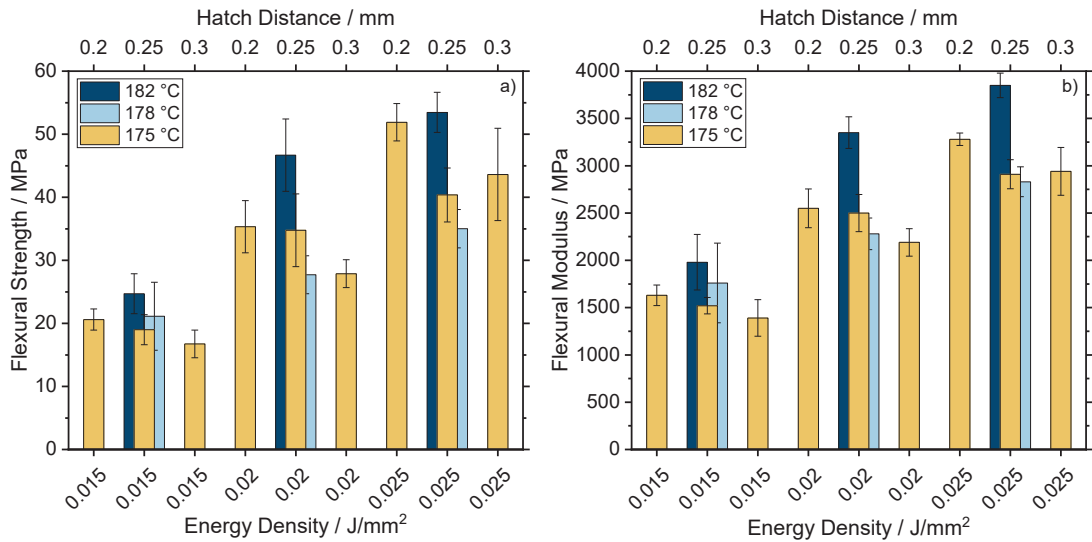 Hatch Distance / mm
0.2 0.25 0.3 0.2 0.25 0.3 0.2 0.25 0.3
60
50
40
30
20
10
0
Flexural Strength / MPa
182 °C
178 °C
175 °C
a)
0.015 0.015 0.015 0.02 0.02 0.02 0.025 0.025 0.025
Energy Density / J/mm²
Hatch Distance / mm
0.2 0.25 0.3 0.2 0.25 0.3 0.2 0.25 0.3
4000
3500
3000
2500
2000
1500
1000
500
0
Flexural Modulus / MPa
182 °C
178 °C
175 °C
b)
0.015 0.015 0.015 0.02 0.02 0.02 0.025 0.025 0.025
Energy Density / J/mm²